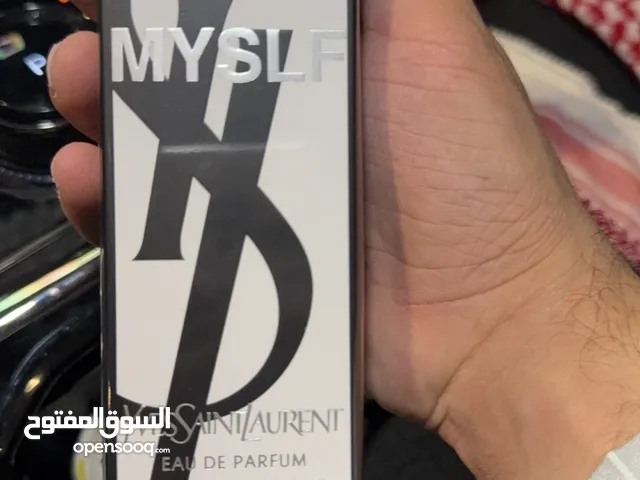 MYSLF
YVESSAINTLAURENT
EAU DE PARFUM
السوق المفتوح
opensooq.com
P